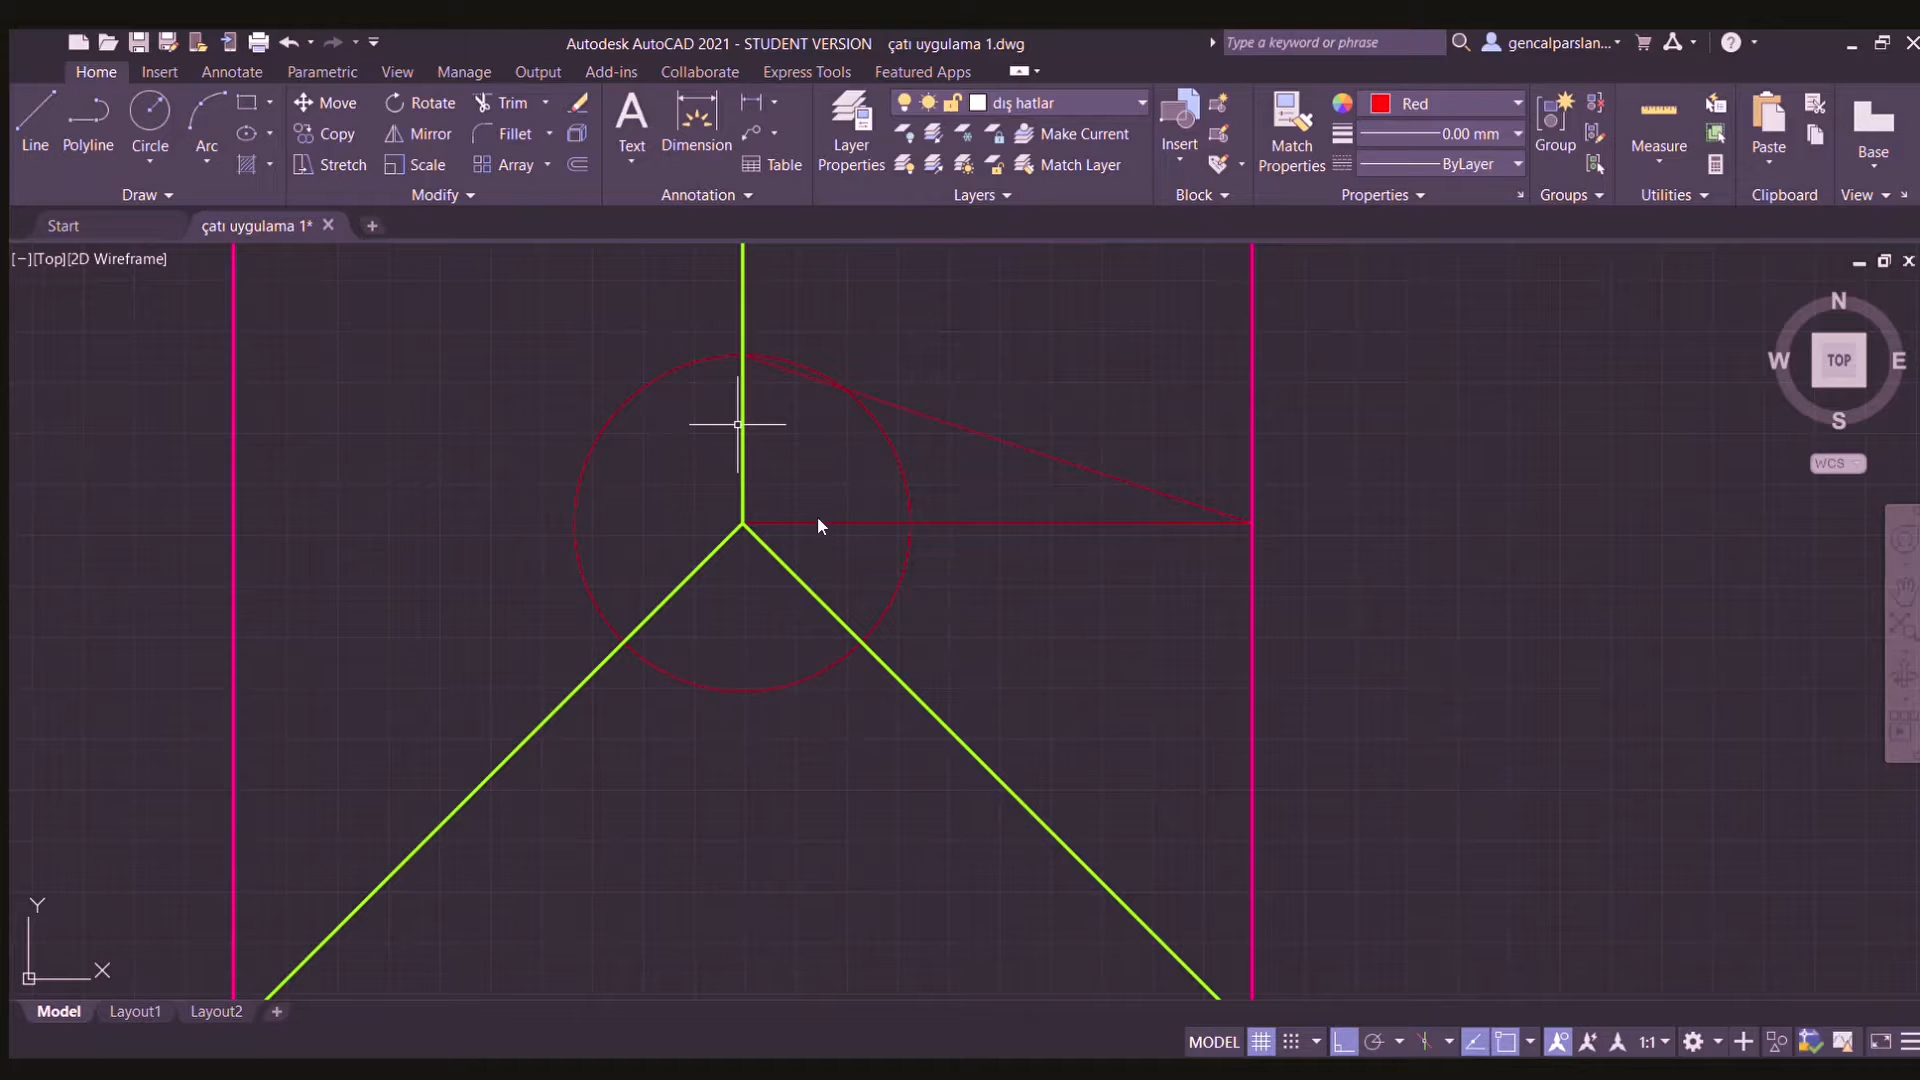 Autodesk AutoCAD 2021 - STUDENT VERSION çatı uygulama 1.dwg
Type a keyword or phrase
gencalparslan...
Home Insert Annotate Parametric View Manage Output Add-ins Collaborate Express Tools Featured Apps
Line Polyline Circle Arc
Move Rotate Trim
Copy Mirror Fillet
Stretch Scale Array
Text Dimension Table
Layer Properties
dış hatlar
Make Current
Match Layer
Insert
Match Properties
Red
0.00 mm
ByLayer
Group
Measure
Paste
Base
Draw Modify Annotation Layers Block Properties Groups Utilities Clipboard View
Start çatı uygulama 1*
[−][Top][2D Wireframe]
N
W TOP E
S
WCS
Y
X
Model Layout1 Layout2
MODEL 1:1